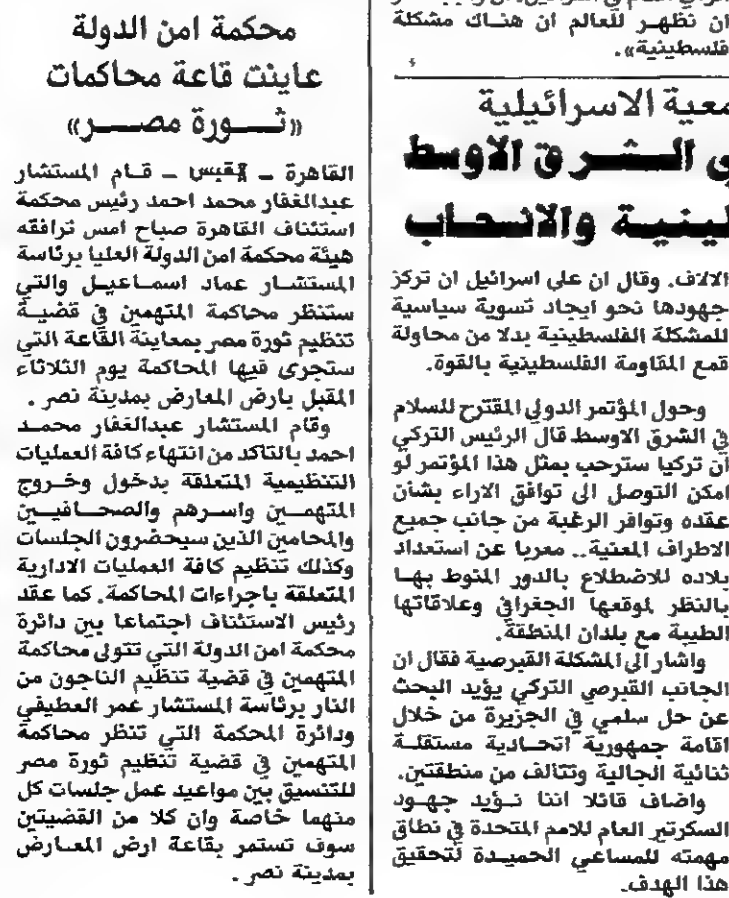 ان نظهر للعالم ان هناك مشكلة
فلسطينية».
معية الاسرائيلية
ى الشرق الاوسط
لينية والانسحاب
الالاف. وقال ان على اسرائيل ان تركز
جهودها نحو ايجاد تسوية سياسية
للمشكلة الفلسطينية بدلا من محاولة
قمع المقاومة الفلسطينية بالقوة.
وحول المؤتمر الدولي المقترح للسلام
في الشرق الاوسط قال الرئيس التركي
ان تركيا سترحب بمثل هذا المؤتمر لو
امكن التوصل الى توافق الاراء بشأن
عقده وتوافر الرغبة من جانب جميع
الاطراف المعنية.. معربا عن استعداد
بلاده للاضطلاع بالدور المنوط بها
بالنظر لموقعها الجغرافي وعلاقاتها
الطيبة مع بلدان المنطقة.
واشار الى المشكلة القبرصية فقال ان
الجانب القبرصي التركي يؤيد البحث
عن حل سلمي في الجزيرة من خلال
اقامة جمهورية اتحادية مستقلة
ثنائية الجالية وتتالف من منطقتين.
واضاف قائلا اننا نؤيد جهود
السكرتير العام للامم المتحدة في نطاق
مهمته للمساعي الحميدة لتحقيق
هذا الهدف.
محكمة امن الدولة
عاينت قاعة محاكمات
«ثورة مصر»
القاهرة ـ القبس ـ قام المستشار
عبدالغفار محمد احمد رئيس محكمة
استئناف القاهرة صباح امس ترافقه
هيئة محكمة امن الدولة العليا برئاسة
المستشار عماد اسماعيل والتي
ستنظر محاكمة المتهمين في قضية
تنظيم ثورة مصر بمعاينة القاعة التي
ستجرى فيها المحاكمة يوم الثلاثاء
المقبل بارض المعارض بمدينة نصر.
وقام المستشار عبدالغفار محمد
احمد بالتاكد من انتهاء كافة العمليات
التنظيمية المتعلقة بدخول وخروج
المتهمين واسرهم والصحافيين
والمحامين الذين سيحضرون الجلسات
وكذلك تنظيم كافة العمليات الادارية
المتعلقة باجراءات المحاكمة. كما عقد
رئيس الاستئناف اجتماعا بين دائرة
محكمة امن الدولة التي تتولى محاكمة
المتهمين في قضية تنظيم الناجون من
النار برئاسة المستشار عمر العطيفي
ودائرة المحكمة التي تنظر محاكمة
المتهمين في قضية تنظيم ثورة مصر
للتنسيق بين مواعيد عمل جلسات كل
منهما خاصة وان كلا من القضيتين
سوف تستمر بقاعة ارض المعارض
بمدينة نصر.